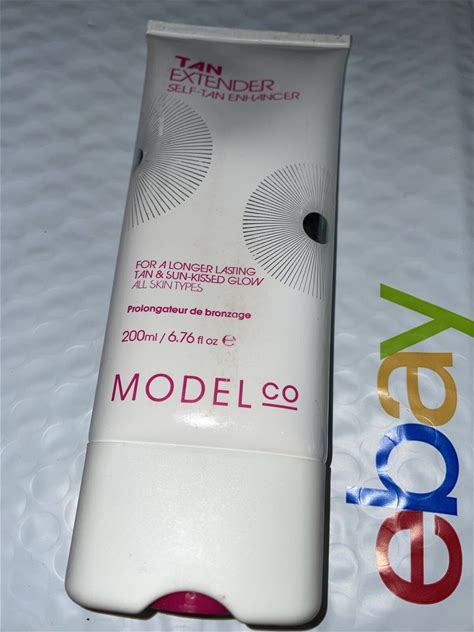 TAN
EXTENDER
SELF-TAN ENHANCER
FOR A LONGER LASTING
TAN & SUN-KISSED GLOW
ALL SKIN TYPES
Prolongateur de bronzage
200ml / 6.76 fl oz ℮
MODEL CO
ebay